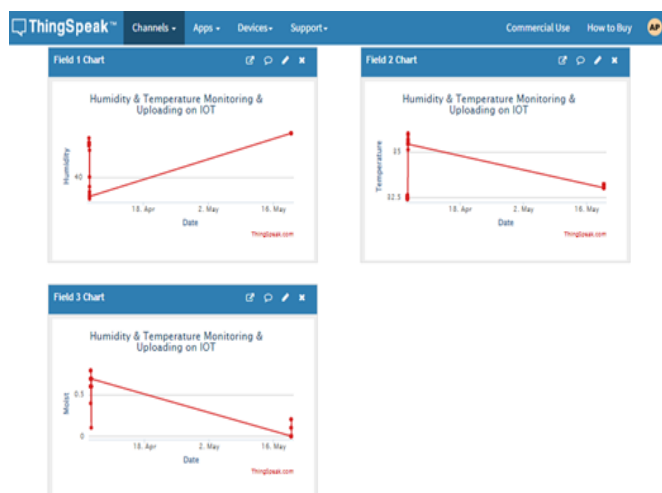 ThingSpeak™ Channels Apps Devices Support Commercial Use How to Buy AP
Field 1 Chart
Humidity & Temperature Monitoring &
Uploading on IOT
Humidity
40
18. Apr 2. May 16. May
Date
ThingSpeak.com
Field 2 Chart
Humidity & Temperature Monitoring &
Uploading on IOT
Temperature
35
32.5
18. Apr 2. May 16. May
Date
ThingSpeak.com
Field 3 Chart
Humidity & Temperature Monitoring &
Uploading on IOT
Moist
0.5
0
18. Apr 2. May 16. May
Date
ThingSpeak.com